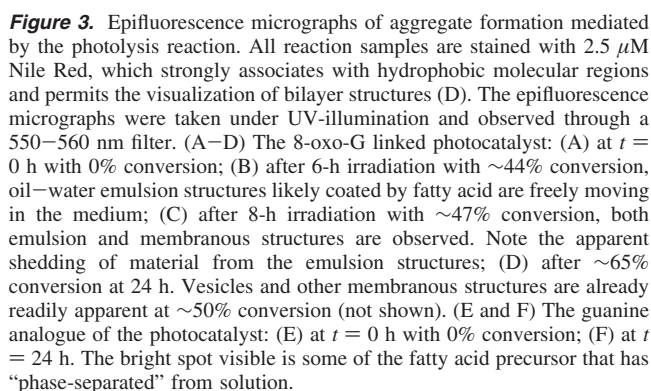 Figure 3. Epifluorescence micrographs of aggregate formation mediated
by the photolysis reaction. All reaction samples are stained with 2.5 μM
Nile Red, which strongly associates with hydrophobic molecular regions
and permits the visualization of bilayer structures (D). The epifluorescence
micrographs were taken under UV-illumination and observed through a
550−560 nm filter. (A−D) The 8-oxo-G linked photocatalyst: (A) at t =
0 h with 0% conversion; (B) after 6-h irradiation with ∼44% conversion,
oil−water emulsion structures likely coated by fatty acid are freely moving
in the medium; (C) after 8-h irradiation with ∼47% conversion, both
emulsion and membranous structures are observed. Note the apparent
shedding of material from the emulsion structures; (D) after ∼65%
conversion at 24 h. Vesicles and other membranous structures are already
readily apparent at ∼50% conversion (not shown). (E and F) The guanine
analogue of the photocatalyst: (E) at t = 0 h with 0% conversion; (F) at t
= 24 h. The bright spot visible is some of the fatty acid precursor that has
“phase-separated” from solution.